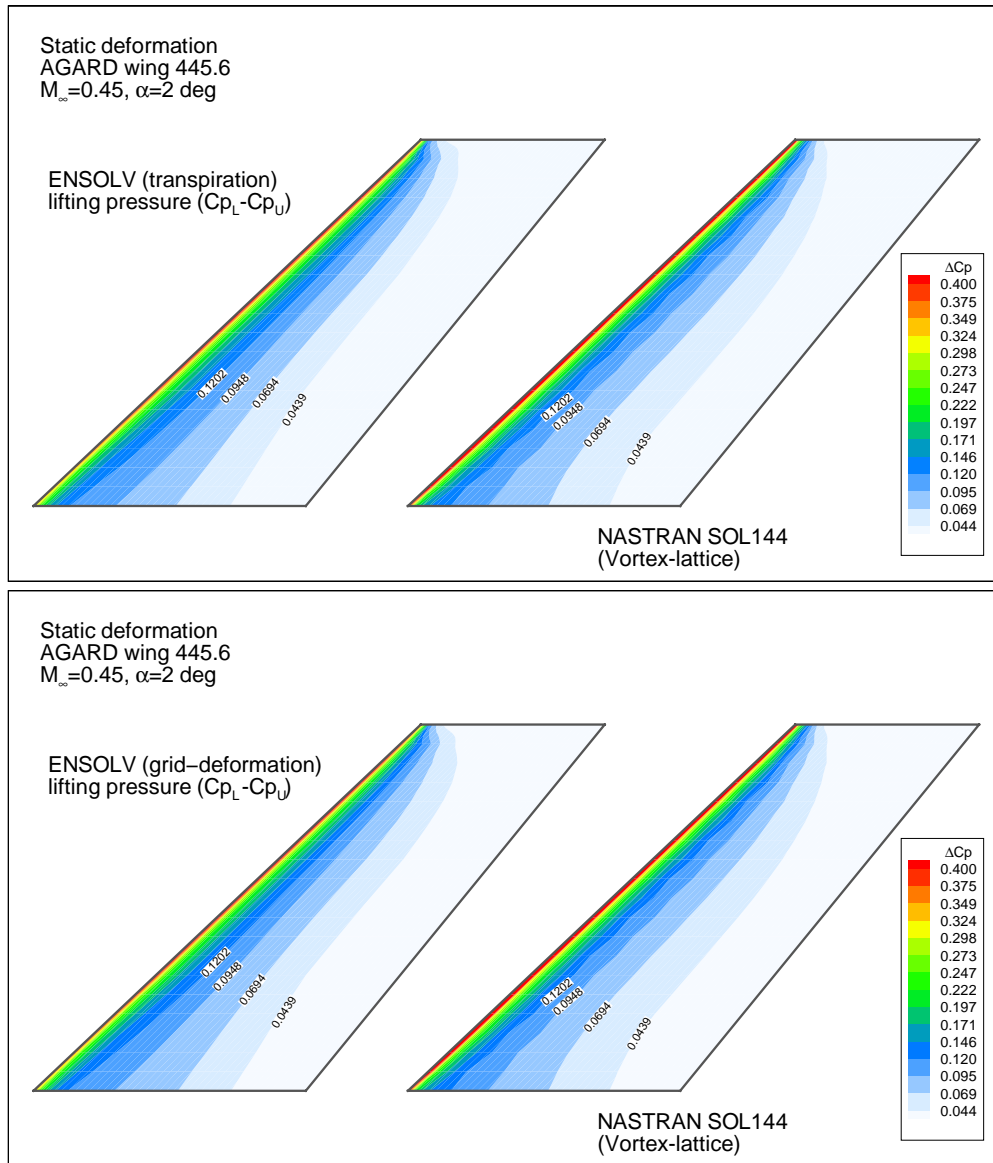 Static deformation
AGARD wing 445.6
M∞=0.45, α=2 deg
ENSOLV (transpiration)
lifting pressure (CpL-CpU)
0.1202
0.0948
0.0694
0.0439
0.1202
0.0948
0.0694
0.0439
NASTRAN SOL144
(Vortex-lattice)
ΔCp
0.400
0.375
0.349
0.324
0.298
0.273
0.247
0.222
0.197
0.171
0.146
0.120
0.095
0.069
0.044
Static deformation
AGARD wing 445.6
M∞=0.45, α=2 deg
ENSOLV (grid−deformation)
lifting pressure (CpL-CpU)
0.1202
0.0948
0.0694
0.0439
0.1202
0.0948
0.0694
0.0439
NASTRAN SOL144
(Vortex-lattice)
ΔCp
0.400
0.375
0.349
0.324
0.298
0.273
0.247
0.222
0.197
0.171
0.146
0.120
0.095
0.069
0.044